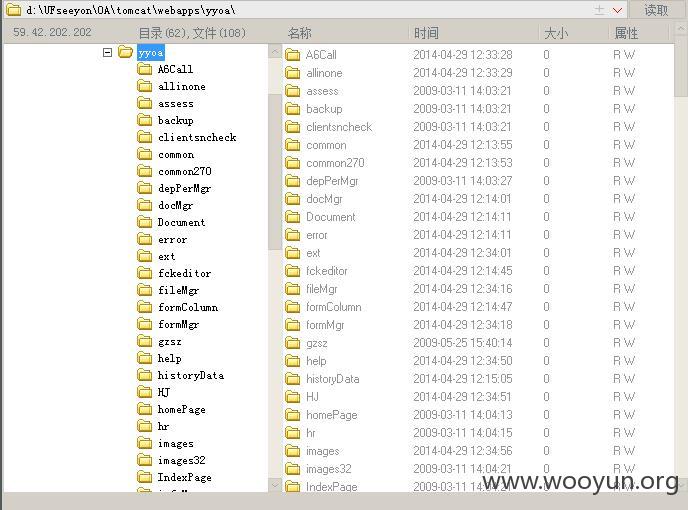 d:\UFseeyon\OA\tomcat\webapps\yyoa\ 读取
59.42.202.202 目录(62),文件(108) 名称 时间 大小 属性
yyoa
A6Call
allinone
assess
backup
clientsncheck
common
common270
depPerMgr
docMgr
Document
error
ext
fckeditor
fileMgr
formColumn
formMgr
gzsz
help
historyData
HJ
homePage
hr
images
images32
IndexPage
A6Call 2014-04-29 12:33:28 0 R W
allinone 2014-04-29 12:33:29 0 R W
assess 2009-03-11 14:03:21 0 R W
backup 2009-03-11 14:03:21 0 R W
clientsncheck 2009-03-11 14:03:21 0 R W
common 2014-04-29 12:13:55 0 R W
common270 2014-04-29 12:13:53 0 R W
depPerMgr 2009-03-11 14:03:27 0 R W
docMgr 2014-04-29 12:14:01 0 R W
Document 2014-04-29 12:14:11 0 R W
error 2014-04-29 12:14:11 0 R W
ext 2014-04-29 12:34:01 0 R W
fckeditor 2014-04-29 12:14:45 0 R W
fileMgr 2014-04-29 12:34:16 0 R W
formColumn 2014-04-29 12:14:47 0 R W
formMgr 2014-04-29 12:34:18 0 R W
gzsz 2009-05-25 15:40:14 0 R W
help 2014-04-29 12:34:50 0 R W
historyData 2014-04-29 12:15:05 0 R W
HJ 2014-04-29 12:34:51 0 R W
homePage 2009-03-11 14:04:13 0 R W
hr 2009-03-11 14:04:15 0 R W
images 2014-04-29 12:34:56 0 R W
images32 2009-03-11 14:04:21 0 R W
IndexPage 2009-03-11 14:04:21 0 R W
www.wooyun.org